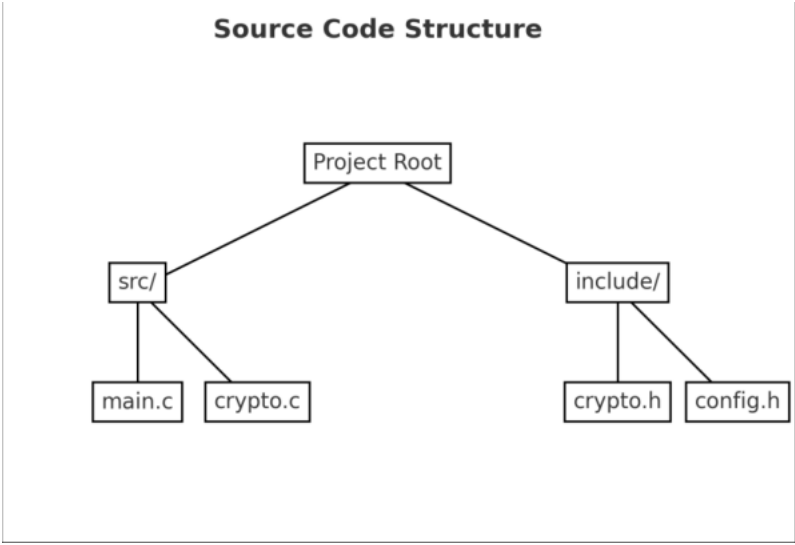 Source Code Structure
Project Root
src/
include/
main.c
crypto.c
crypto.h
config.h